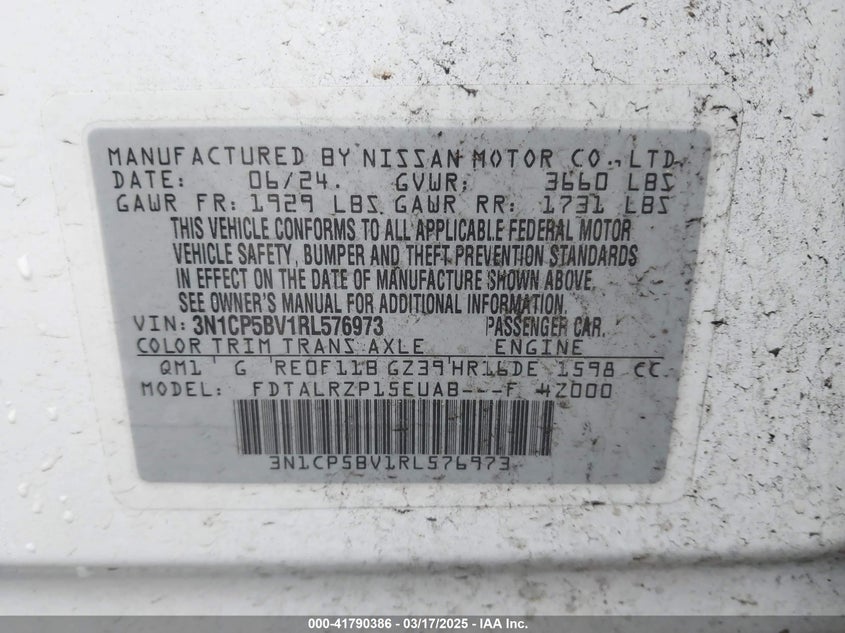 MANUFACTURED BY NISSAN MOTOR CO., LTD.
DATE: 06/24. GVWR: 3660 LBS
GAWR FR: 1929 LBS GAWR RR: 1731 LBS
THIS VEHICLE CONFORMS TO ALL APPLICABLE FEDERAL MOTOR
VEHICLE SAFETY, BUMPER AND THEFT PREVENTION STANDARDS
IN EFFECT ON THE DATE OF MANUFACTURE SHOWN ABOVE.
SEE OWNER'S MANUAL FOR ADDITIONAL INFORMATION.
VIN: 3N1CP5BV1RL576973 PASSENGER CAR.
COLOR TRIM TRANS AXLE ENGINE
QM1 G RE0F11B GZ39 HR16DE 1598 CC
MODEL: FDTALRZP15EUAB---F 4Z000
3N1CP5BV1RL576973
000-41790386 / 03/17/2025 - IAA Inc.